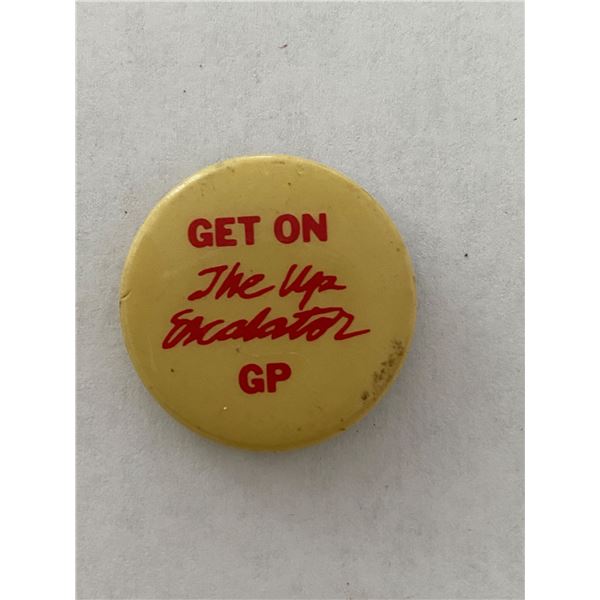 GET ON
The Up
Escalator
GP